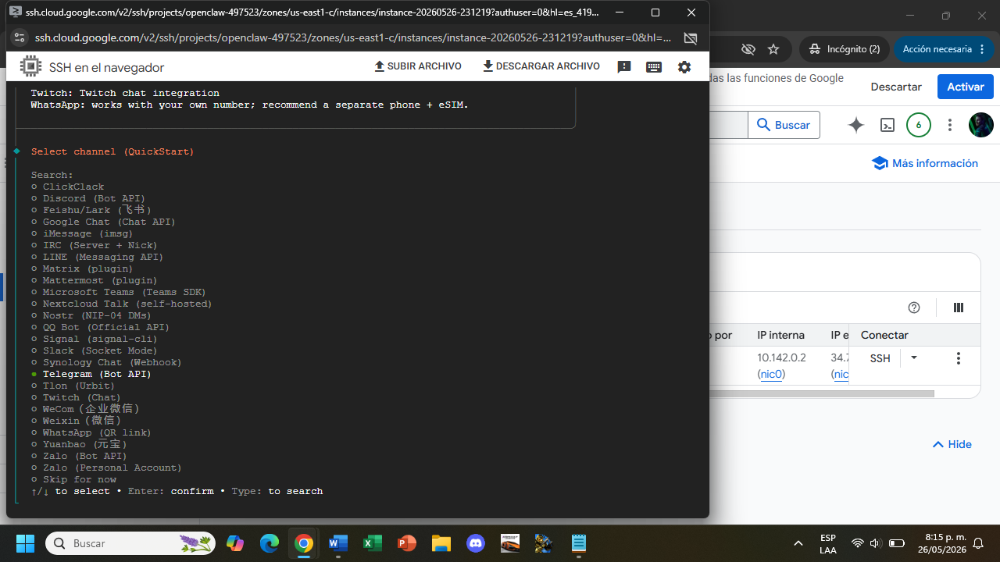 ssh.cloud.google.com/v2/ssh/projects/openclaw-497523/zones/us-east1-c/instances/instance-20260526-231219?authuser=0&hl=es_419...
ssh.cloud.google.com/v2/ssh/projects/openclaw-497523/zones/us-east1-c/instances/instance-20260526-231219?authuser=0&hl=...
Incógnito (2)
Acción necesaria
SSH en el navegador
SUBIR ARCHIVO
DESCARGAR ARCHIVO
das las funciones de Google
Descartar
Activar
Buscar
6
Más información
Twitch: Twitch chat integration
WhatsApp: works with your own number; recommend a separate phone + eSIM.
Select channel (QuickStart)
Search:
ClickClack
Discord (Bot API)
Feishu/Lark (飞书)
Google Chat (Chat API)
iMessage (imsg)
IRC (Server + Nick)
LINE (Messaging API)
Matrix (plugin)
Mattermost (plugin)
Microsoft Teams (Teams SDK)
Nextcloud Talk (self-hosted)
Nostr (NIP-04 DMs)
QQ Bot (Official API)
Signal (signal-cli)
Slack (Socket Mode)
Synology Chat (Webhook)
Telegram (Bot API)
Tlon (Urbit)
Twitch (Chat)
WeCom (企业微信)
Weixin (微信)
WhatsApp (QR link)
Yuanbao (元宝)
Zalo (Bot API)
Zalo (Personal Account)
Skip for now
↑/↓ to select • Enter: confirm • Type: to search
por IP interna IP e Conectar
10.142.0.2 34.7 SSH
(nic0) (nic
Hide
Buscar
ESP
LAA
8:15 p. m.
26/05/2026